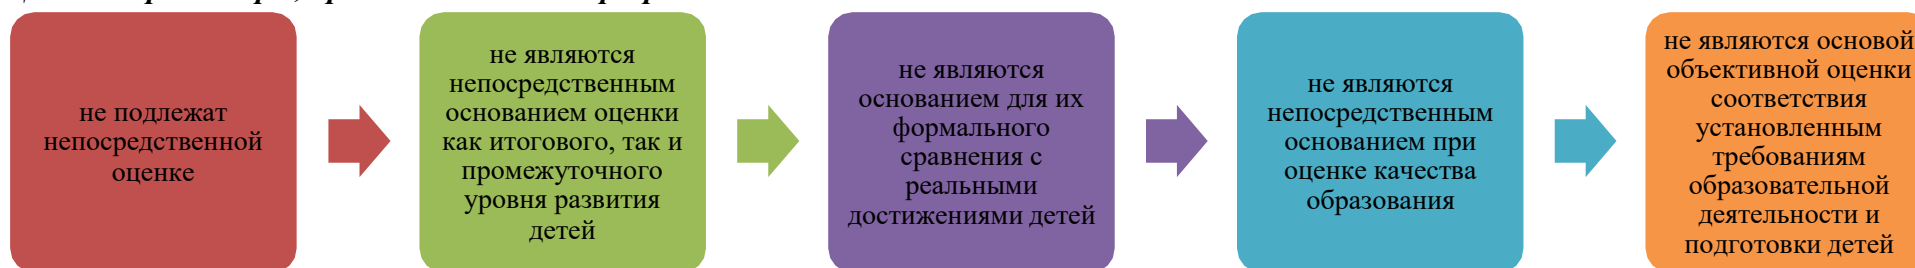 не подлежат
непосредственной
оценке
не являются
непосредственным
основанием оценки
как итогового, так и
промежуточного
уровня развития
детей
не являются
основанием для их
формального
сравнения с
реальными
достижениями детей
не являются
непосредственным
основанием при
оценке качества
образования
не являются основой
объективной оценки
соответствия
установленным
требованиям
образовательной
деятельности и
подготовки детей